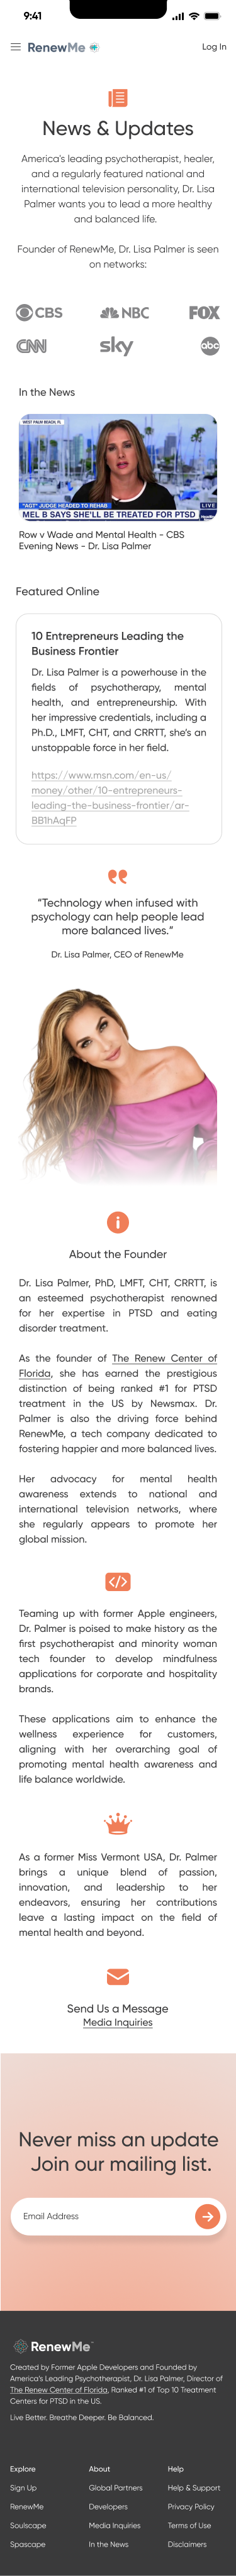 9:41
RenewMe
Log In
News & Updates
America's leading psychotherapist, healer,
and a regularly featured national and
international television personality, Dr. Lisa
Palmer wants you to lead a more healthy
and balanced life.
Founder of RenewMe, Dr. Lisa Palmer is seen
on networks:
CBS NBC FOX
CNN sky abc
In the News
WEST PALM BEACH, FL
"AGT" JUDGE HEADED TO REHAB
LIVE
MEL B SAYS SHE'LL BE TREATED FOR PTSD
Row v Wade and Mental Health - CBS
Evening News - Dr. Lisa Palmer
Featured Online
10 Entrepreneurs Leading the
Business Frontier
Dr. Lisa Palmer is a powerhouse in the
fields of psychotherapy, mental
health, and entrepreneurship. With
her impressive credentials, including a
Ph.D., LMFT, CHT, and CRRTT, she's an
unstoppable force in her field.
https://www.msn.com/en-us/
money/other/10-entrepreneurs-
leading-the-business-frontier/ar-
BB1hAqFP
"Technology when infused with
psychology can help people lead
more balanced lives."
Dr. Lisa Palmer, CEO of RenewMe
About the Founder
Dr. Lisa Palmer, PhD, LMFT, CHT, CRRTT, is
an esteemed psychotherapist renowned
for her expertise in PTSD and eating
disorder treatment.
As the founder of The Renew Center of
Florida, she has earned the prestigious
distinction of being ranked #1 for PTSD
treatment in the US by Newsmax. Dr.
Palmer is also the driving force behind
RenewMe, a tech company dedicated to
fostering happier and more balanced lives.
Her advocacy for mental health
awareness extends to national and
international television networks, where
she regularly appears to promote her
global mission.
Teaming up with former Apple engineers,
Dr. Palmer is poised to make history as the
first psychotherapist and minority woman
tech founder to develop mindfulness
applications for corporate and hospitality
brands.
These applications aim to enhance the
wellness experience for customers,
aligning with her overarching goal of
promoting mental health awareness and
life balance worldwide.
As a former Miss Vermont USA, Dr. Palmer
brings a unique blend of passion,
innovation, and leadership to her
endeavors, ensuring her contributions
leave a lasting impact on the field of
mental health and beyond.
Send Us a Message
Media Inquiries
Never miss an update
Join our mailing list.
Email Address
RenewMe
Created by Former Apple Developers and Founded by
America's Leading Psychotherapist, Dr. Lisa Palmer, Director of
The Renew Center of Florida, Ranked #1 of Top 10 Treatment
Centers for PTSD in the US.
Live Better. Breathe Deeper. Be Balanced.
Explore About Help
Sign Up Global Partners Help & Support
RenewMe Developers Privacy Policy
Soulscape Media Inquiries Terms of Use
Spascape In the News Disclaimers